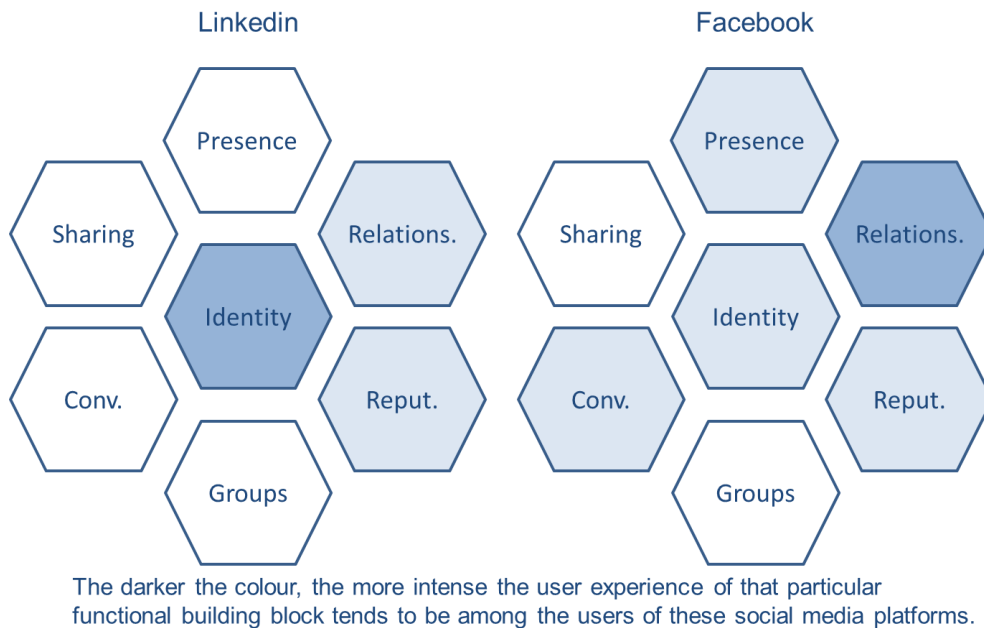 Linkedin
Facebook
Presence
Sharing
Relations.
Identity
Conv.
Reput.
Groups
Presence
Sharing
Relations.
Identity
Conv.
Reput.
Groups
The darker the colour, the more intense the user experience of that particular
functional building block tends to be among the users of these social media platforms.